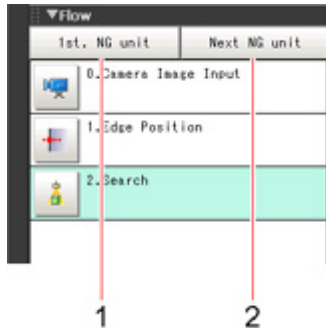 ▼Flow
1st. NG unit Next NG unit
0.Camera Image Input
1.Edge Position
2.Search
1 2